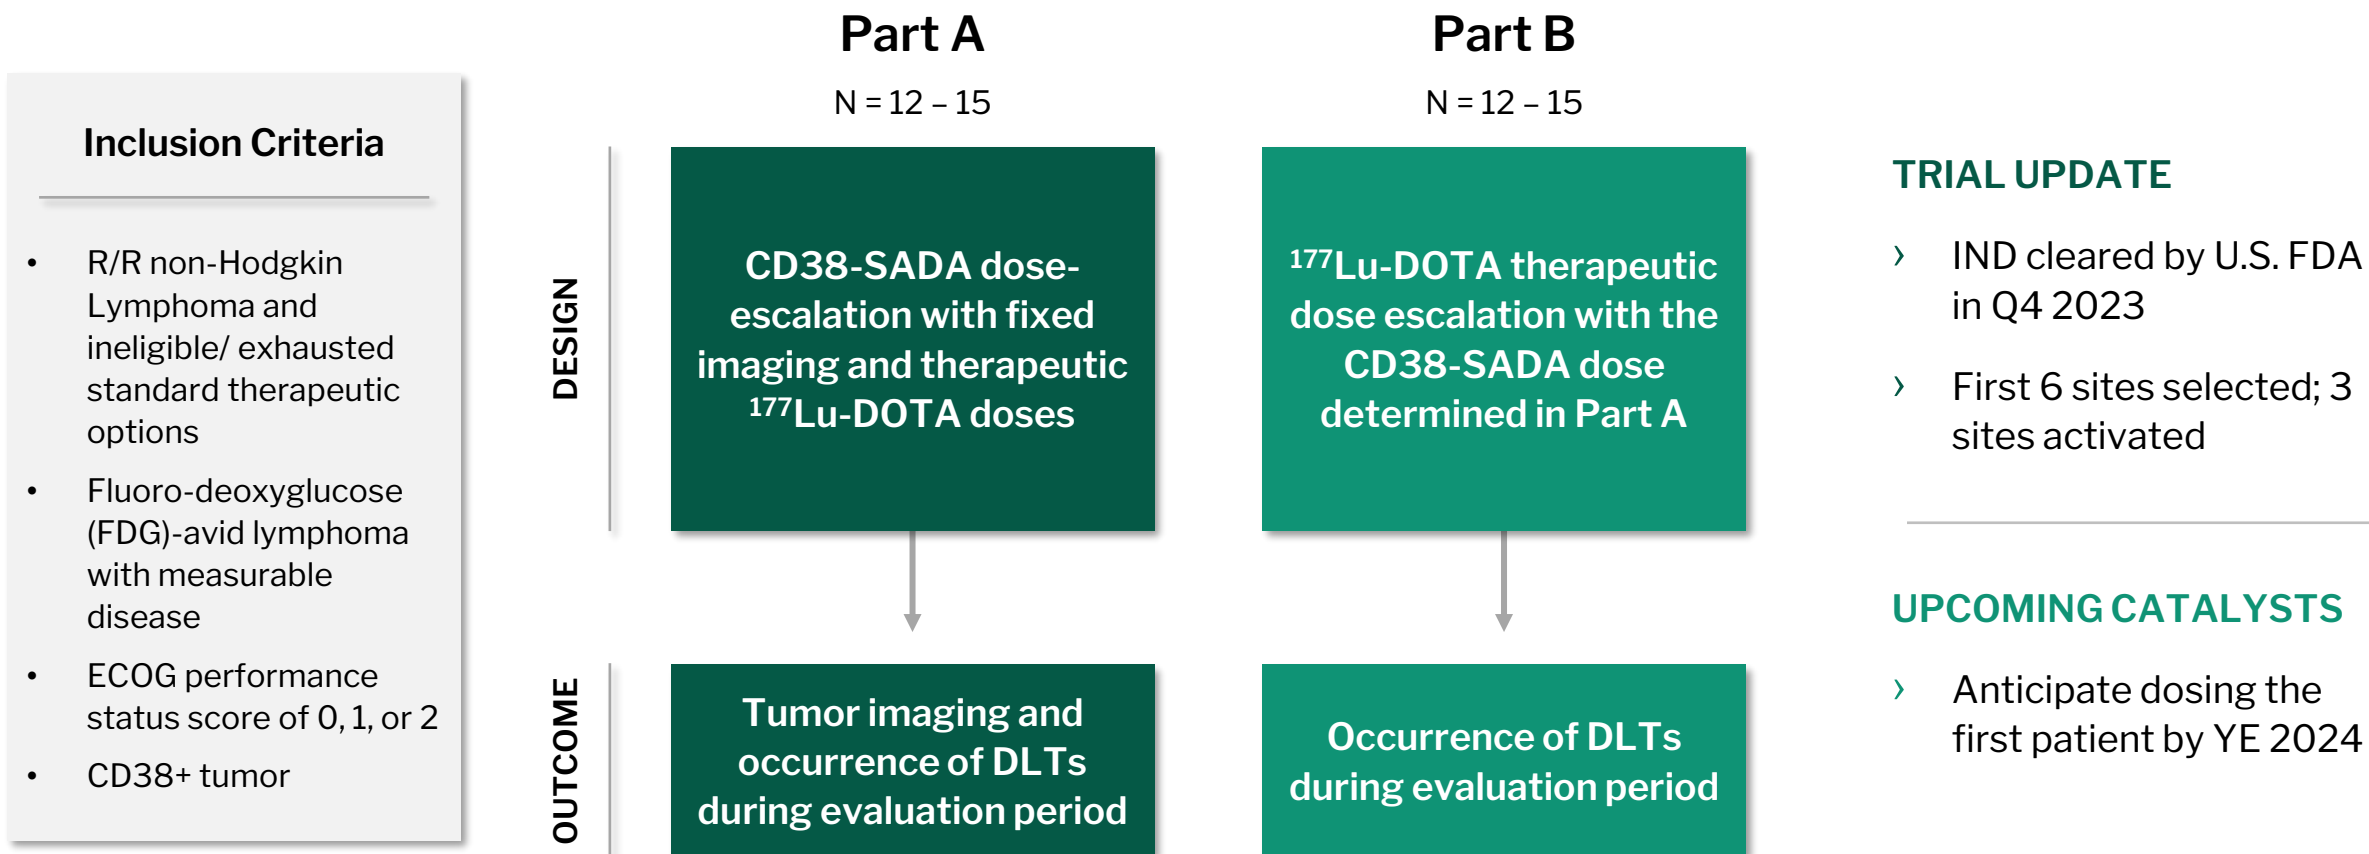 Inclusion Criteria
• R/R non-Hodgkin
Lymphoma and
ineligible/ exhausted
standard therapeutic
options
• Fluoro-deoxyglucose
(FDG)-avid lymphoma
with measurable
disease
• ECOG performance
status score of 0, 1, or 2
• CD38+ tumor
DESIGN
OUTCOME
Part A
N = 12 – 15
CD38-SADA dose-
escalation with fixed
imaging and therapeutic
¹⁷⁷Lu-DOTA doses
Tumor imaging and
occurrence of DLTs
during evaluation period
Part B
N = 12 – 15
¹⁷⁷Lu-DOTA therapeutic
dose escalation with the
CD38-SADA dose
determined in Part A
Occurrence of DLTs
during evaluation period
TRIAL UPDATE
› IND cleared by U.S. FDA
in Q4 2023
› First 6 sites selected; 3
sites activated
UPCOMING CATALYSTS
› Anticipate dosing the
first patient by YE 2024